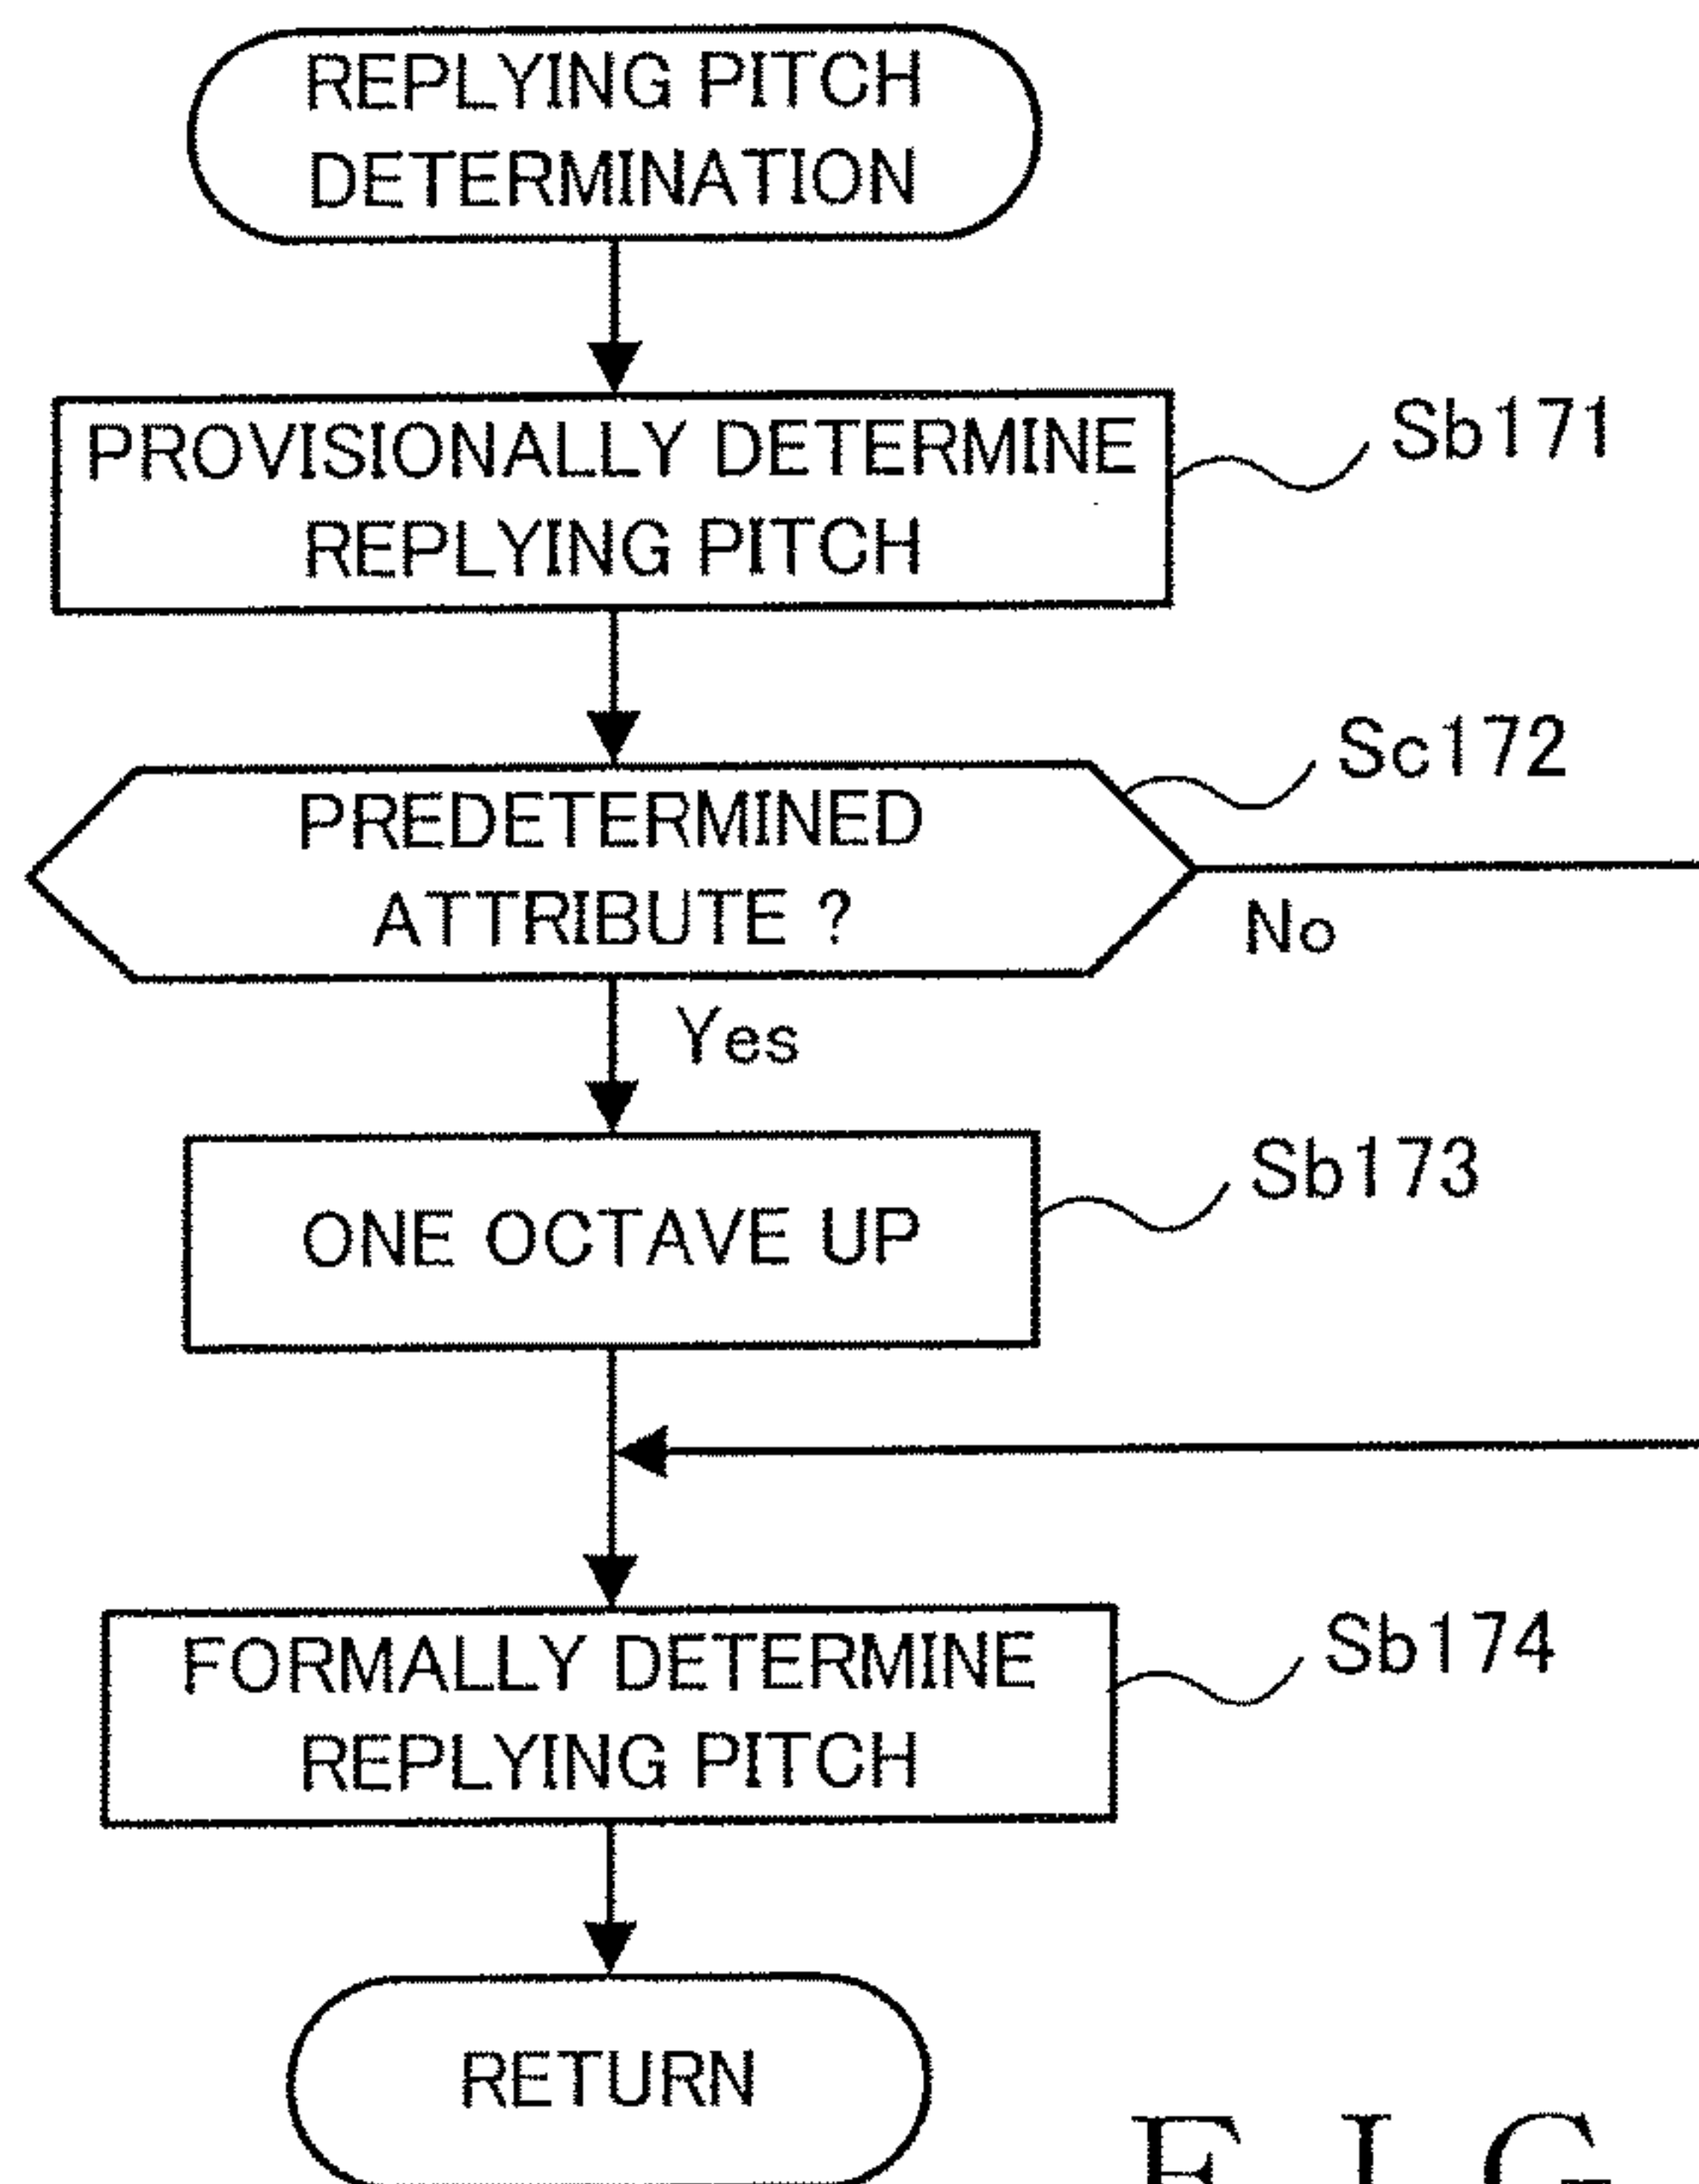 REPLYING PITCH
DETERMINATION
PROVISIONALLY DETERMINE
REPLYING PITCH
Sb171
PREDETERMINED
ATTRIBUTE ?
Sc172
No
Yes
ONE OCTAVE UP
Sb173
FORMALLY DETERMINE
REPLYING PITCH
Sb174
RETURN
FIG